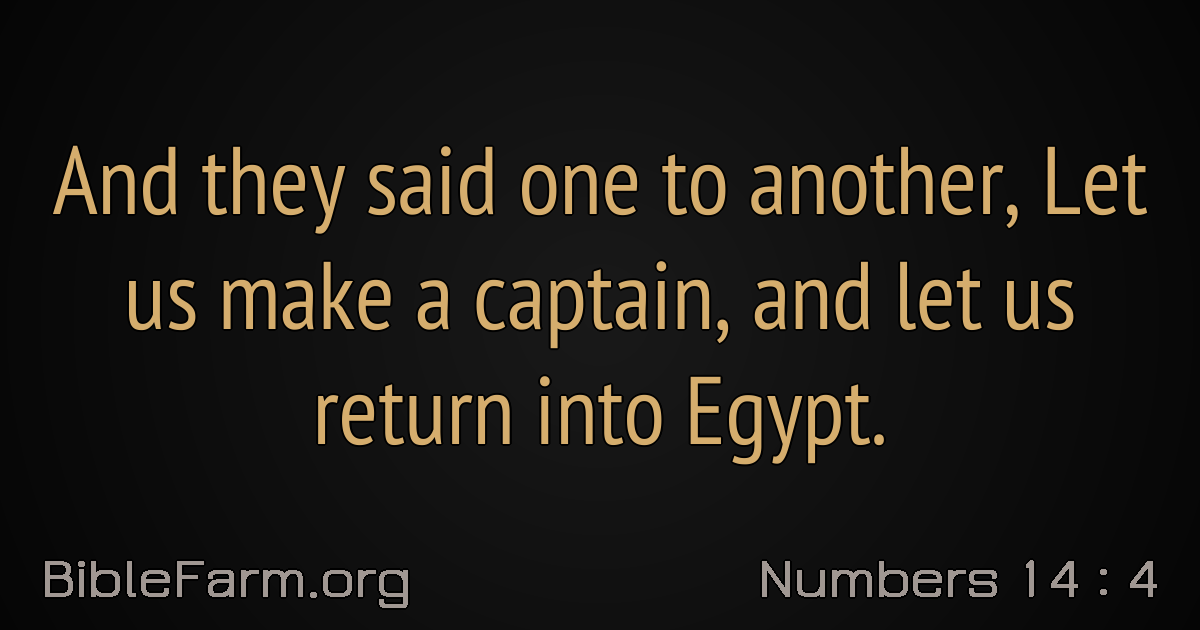 And they said one to another, Let
us make a captain, and let us
return into Egypt.
BibleFarm.org
Numbers 14 : 4